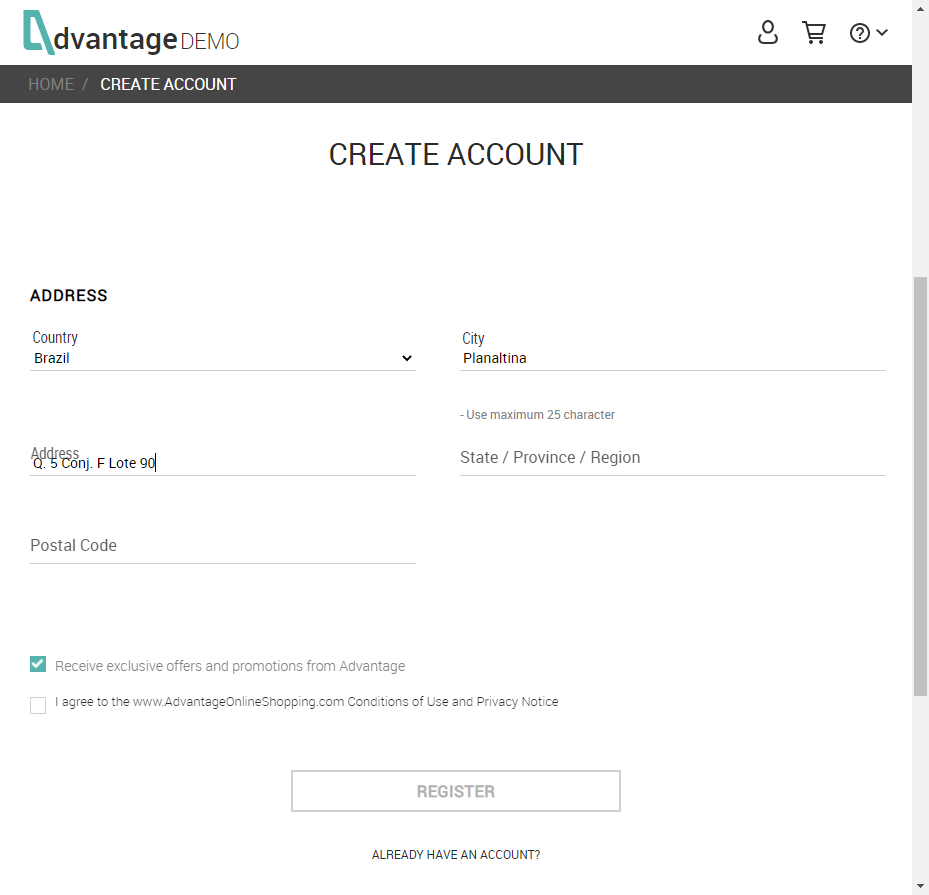 dvantage DEMO
HOME / CREATE ACCOUNT
CREATE ACCOUNT
ADDRESS
Country
Brazil
City
Planaltina
- Use maximum 25 character
Address
Q. 5 Conj. F Lote 90
State / Province / Region
Postal Code
Receive exclusive offers and promotions from Advantage
I agree to the www.AdvantageOnlineShopping.com Conditions of Use and Privacy Notice
REGISTER
ALREADY HAVE AN ACCOUNT?